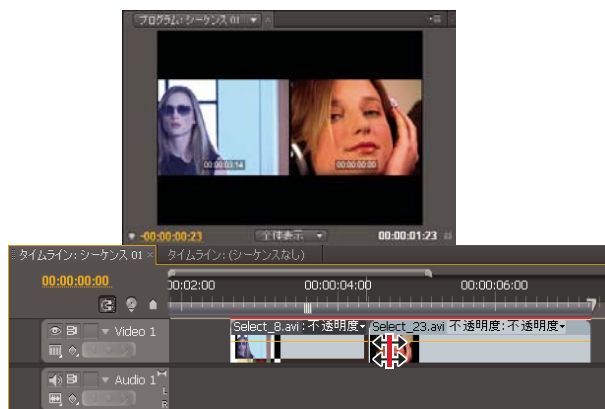 プログラム: シーケンス 01
00:00:03:14
00:00:00:00
-00:00:00:23
全体表示
00:00:01:23
タイムライン: シーケンス 01 ×
タイムライン: (シーケンスなし)
00:00:00:00
00:02:00
00:00:04:00
00:00:06:00
Video 1
Select_8.avi : 不透明度
Select_23.avi 不透明度: 不透明度
Audio 1
L
R